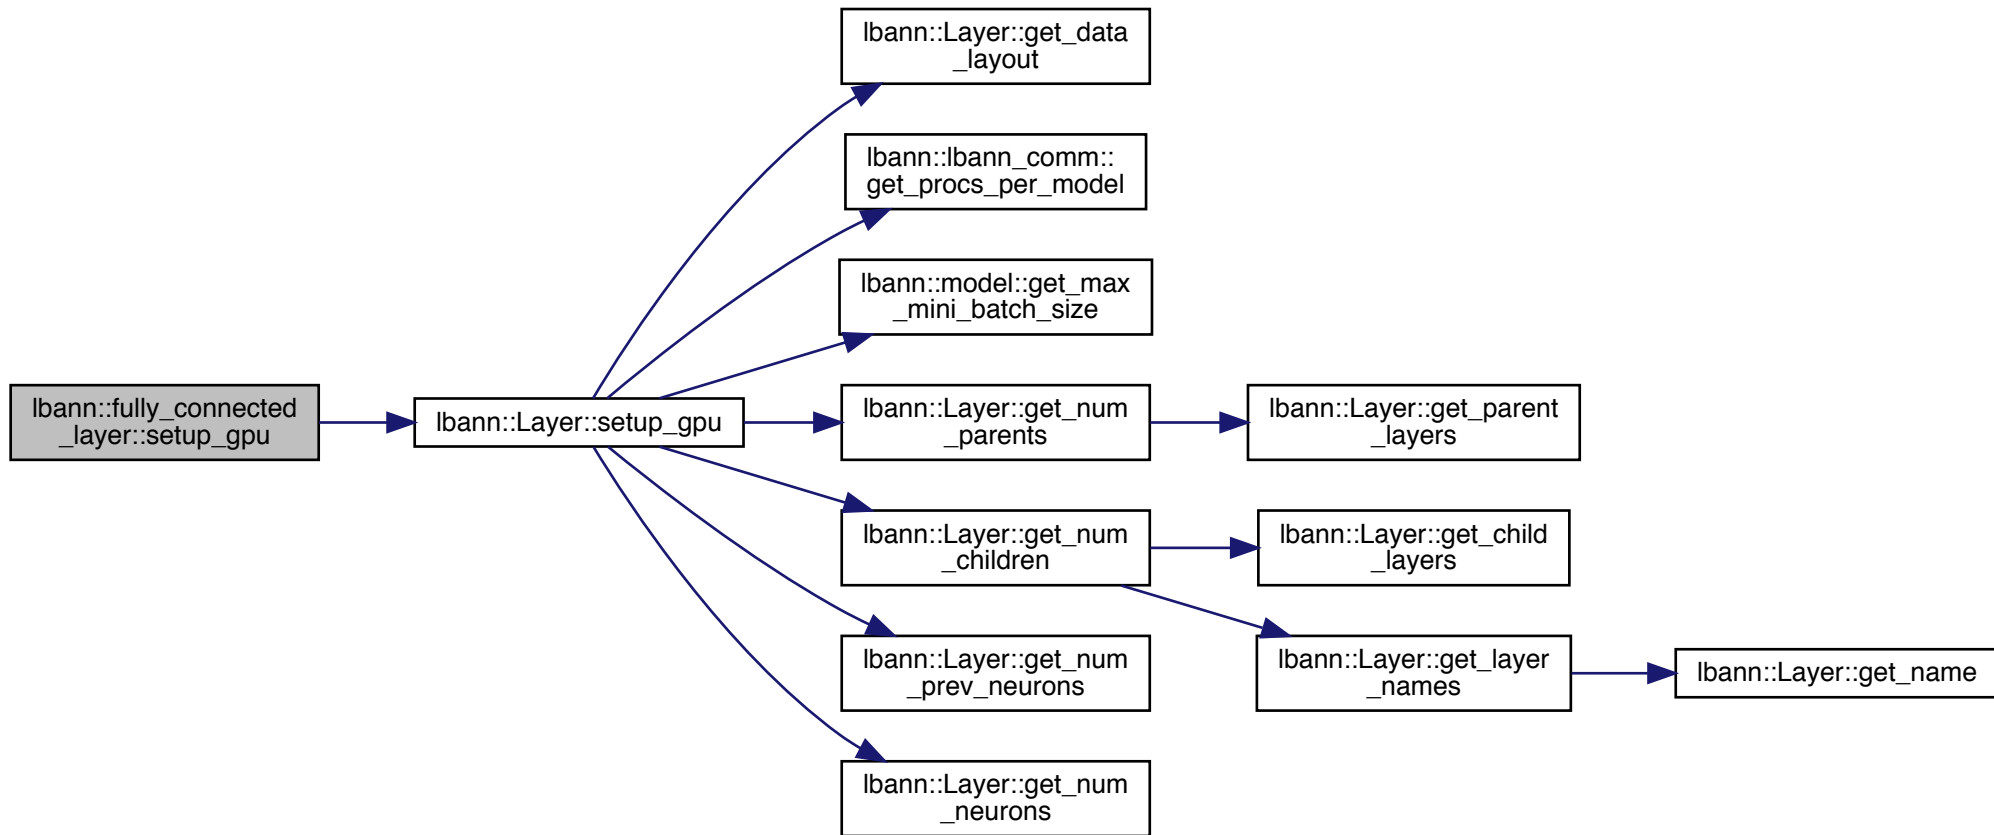 lbann::Layer::get_data
_layout
lbann::lbann_comm::
get_procs_per_model
lbann::model::get_max
_mini_batch_size
lbann::fully_connected
_layer::setup_gpu
lbann::Layer::setup_gpu
lbann::Layer::get_num
_parents
lbann::Layer::get_parent
_layers
lbann::Layer::get_num
_children
lbann::Layer::get_child
_layers
lbann::Layer::get_num
_prev_neurons
lbann::Layer::get_layer
_names
lbann::Layer::get_name
lbann::Layer::get_num
_neurons